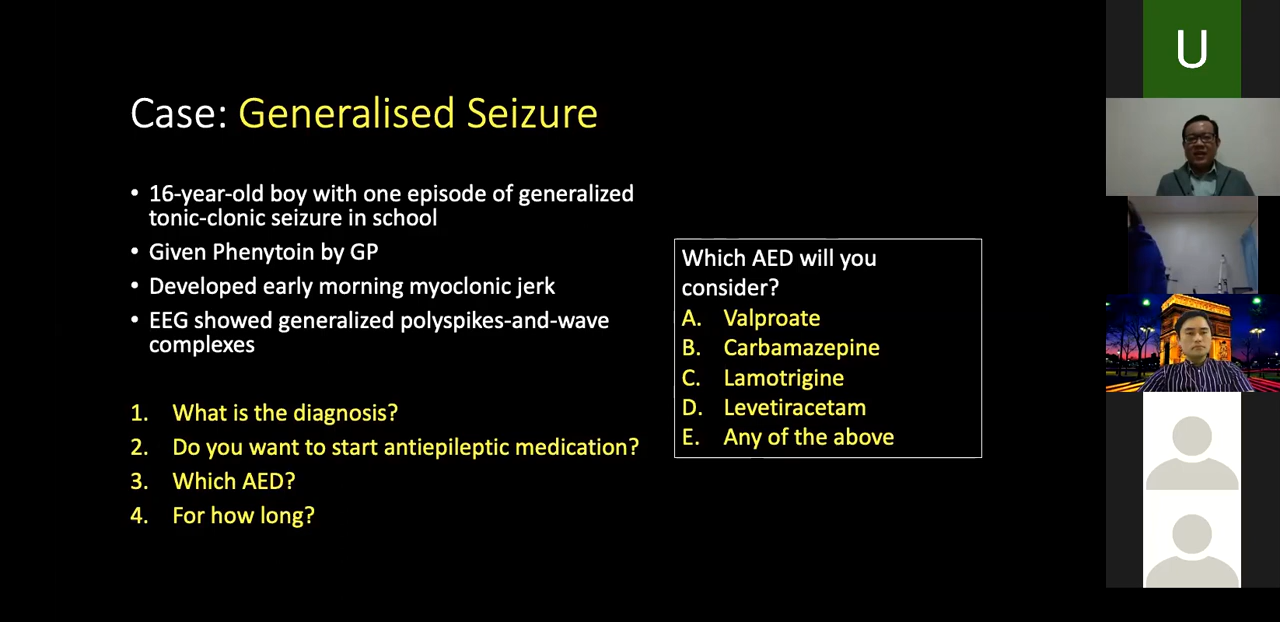 Case: Generalised Seizure
• 16-year-old boy with one episode of generalized
tonic-clonic seizure in school
• Given Phenytoin by GP
• Developed early morning myoclonic jerk
• EEG showed generalized polyspikes-and-wave
complexes
1. What is the diagnosis?
2. Do you want to start antiepileptic medication?
3. Which AED?
4. For how long?
Which AED will you
consider?
A. Valproate
B. Carbamazepine
C. Lamotrigine
D. Levetiracetam
E. Any of the above
U